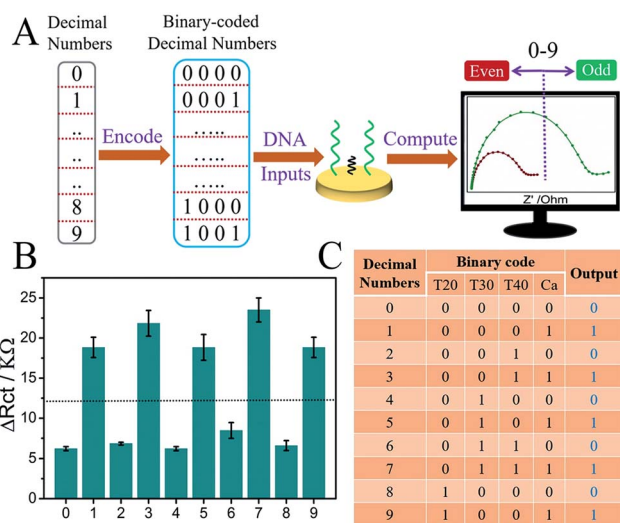 A
Decimal
Numbers
Binary-coded
Decimal Numbers
0
1
..
..
..
8
9
Encode
0 0 0 0
0 0 0 1
.....
.....
.....
1 0 0 0
1 0 0 1
DNA
Inputs
Compute
0-9
Even
Odd
Z' /Ohm
B
ΔRct / KΩ
25
20
15
10
5
0
0 1 2 3 4 5 6 7 8 9
C
Decimal Numbers Binary code Output
T20 T30 T40 Ca
0 0 0 0 0 0
1 0 0 0 1 1
2 0 0 1 0 0
3 0 0 1 1 1
4 0 1 0 0 0
5 0 1 0 1 1
6 0 1 1 0 0
7 0 1 1 1 1
8 1 0 0 0 0
9 1 0 0 1 1